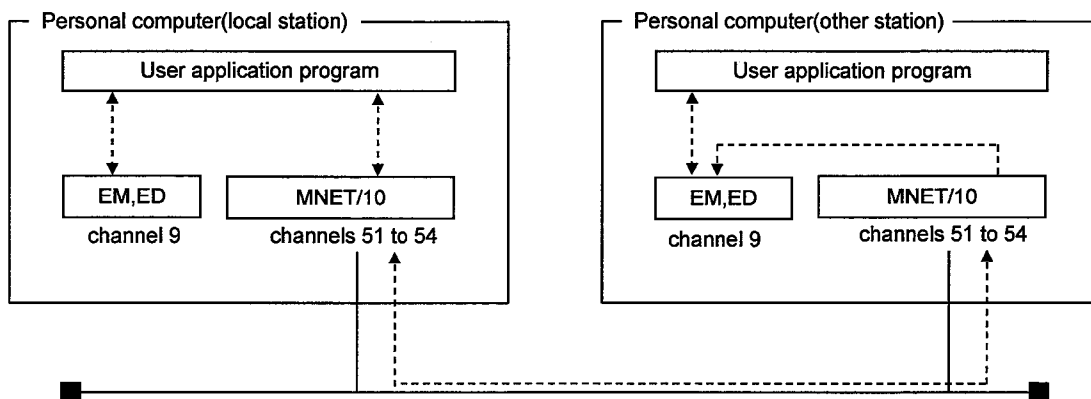 Personal computer(local station)
User application program
EM,ED
channel 9
MNET/10
channels 51 to 54
Personal computer(other station)
User application program
EM,ED
channel 9
MNET/10
channels 51 to 54